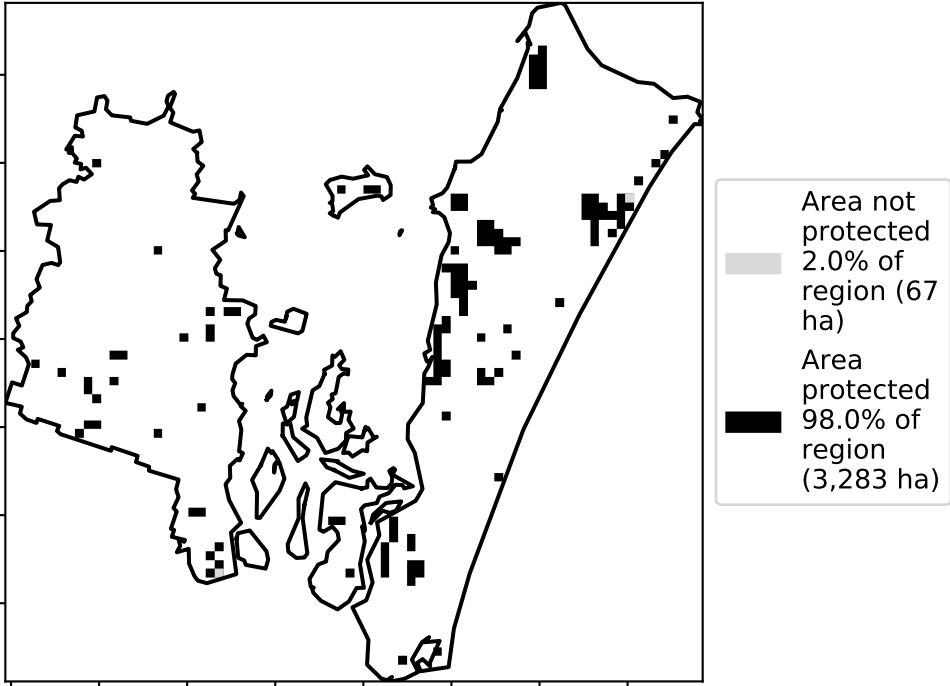 Area not
protected
2.0% of
region (67
ha)
Area
protected
98.0% of
region
(3,283 ha)